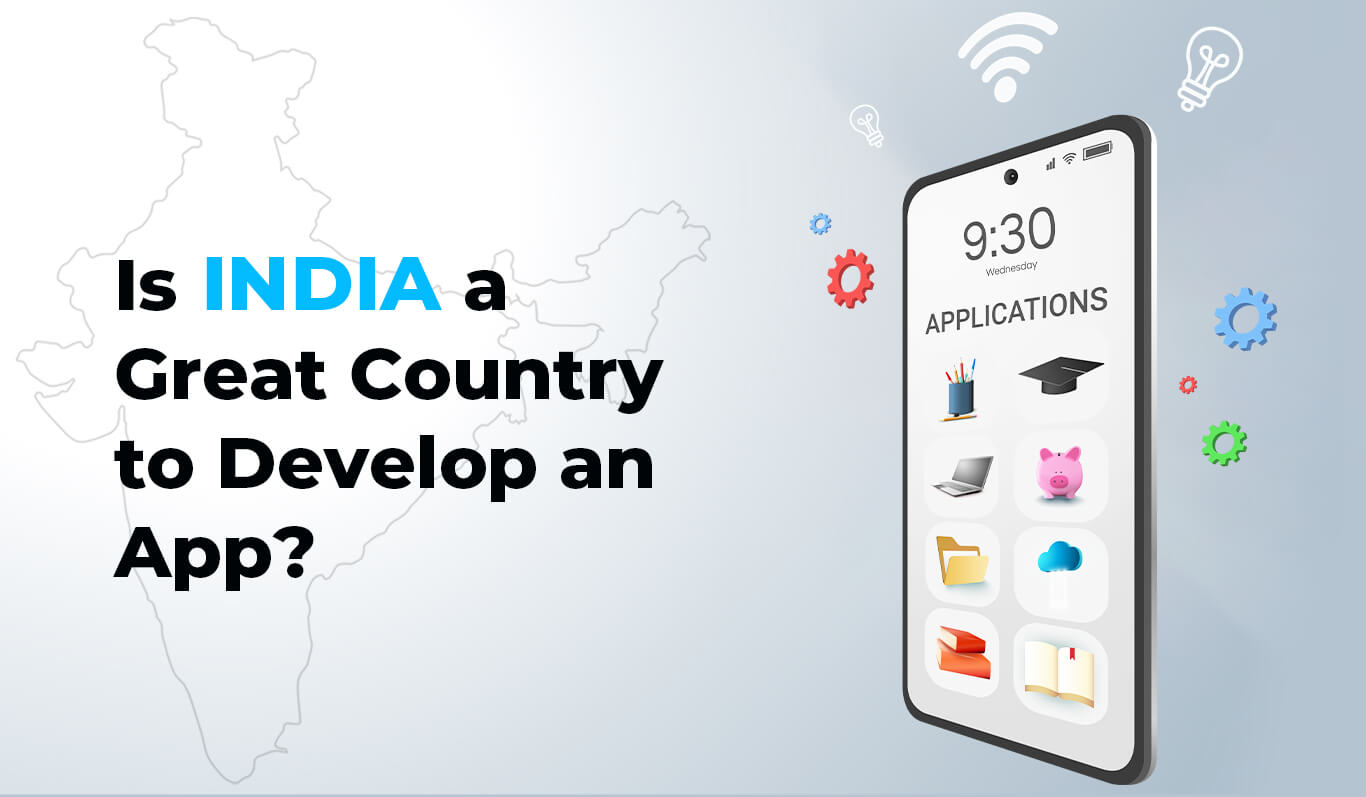 Is INDIA a
Great Country
to Develop an
App?
9:30
Wednesday
APPLICATIONS